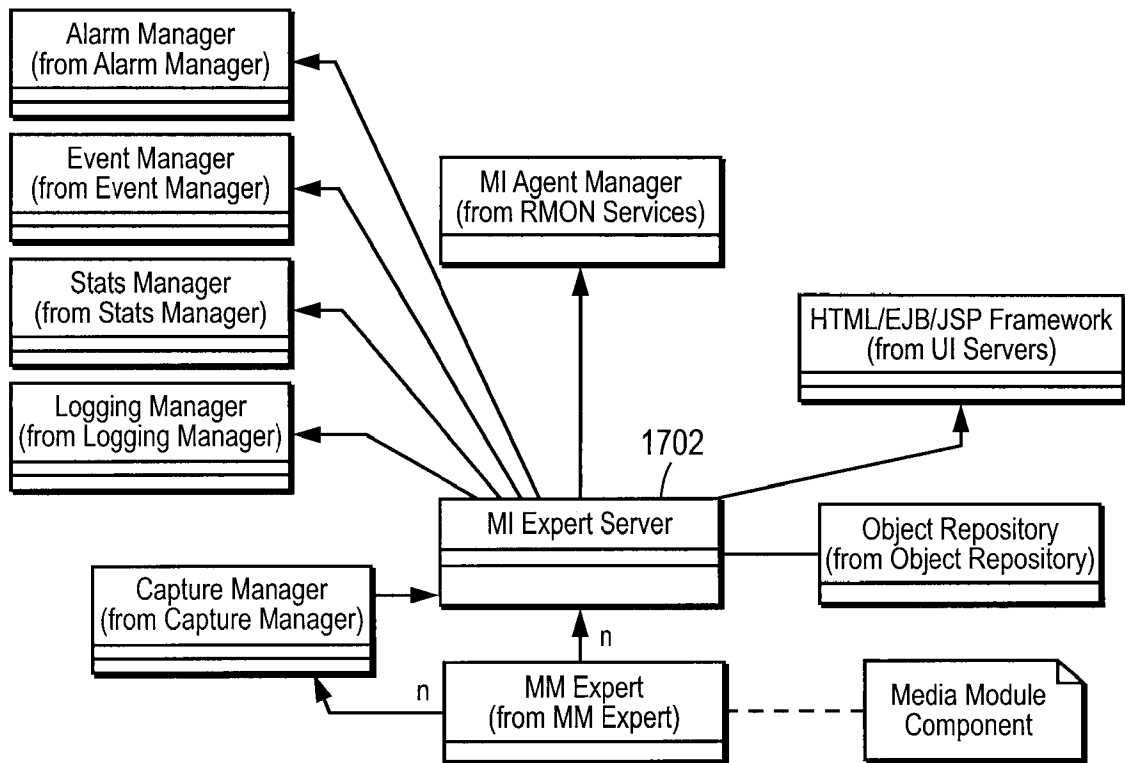 Alarm Manager
(from Alarm Manager)
Event Manager
(from Event Manager)
Stats Manager
(from Stats Manager)
Logging Manager
(from Logging Manager)
MI Agent Manager
(from RMON Services)
HTML/EJB/JSP Framework
(from UI Servers)
1702
MI Expert Server
Object Repository
(from Object Repository)
Capture Manager
(from Capture Manager)
n
n
MM Expert
(from MM Expert)
Media Module
Component